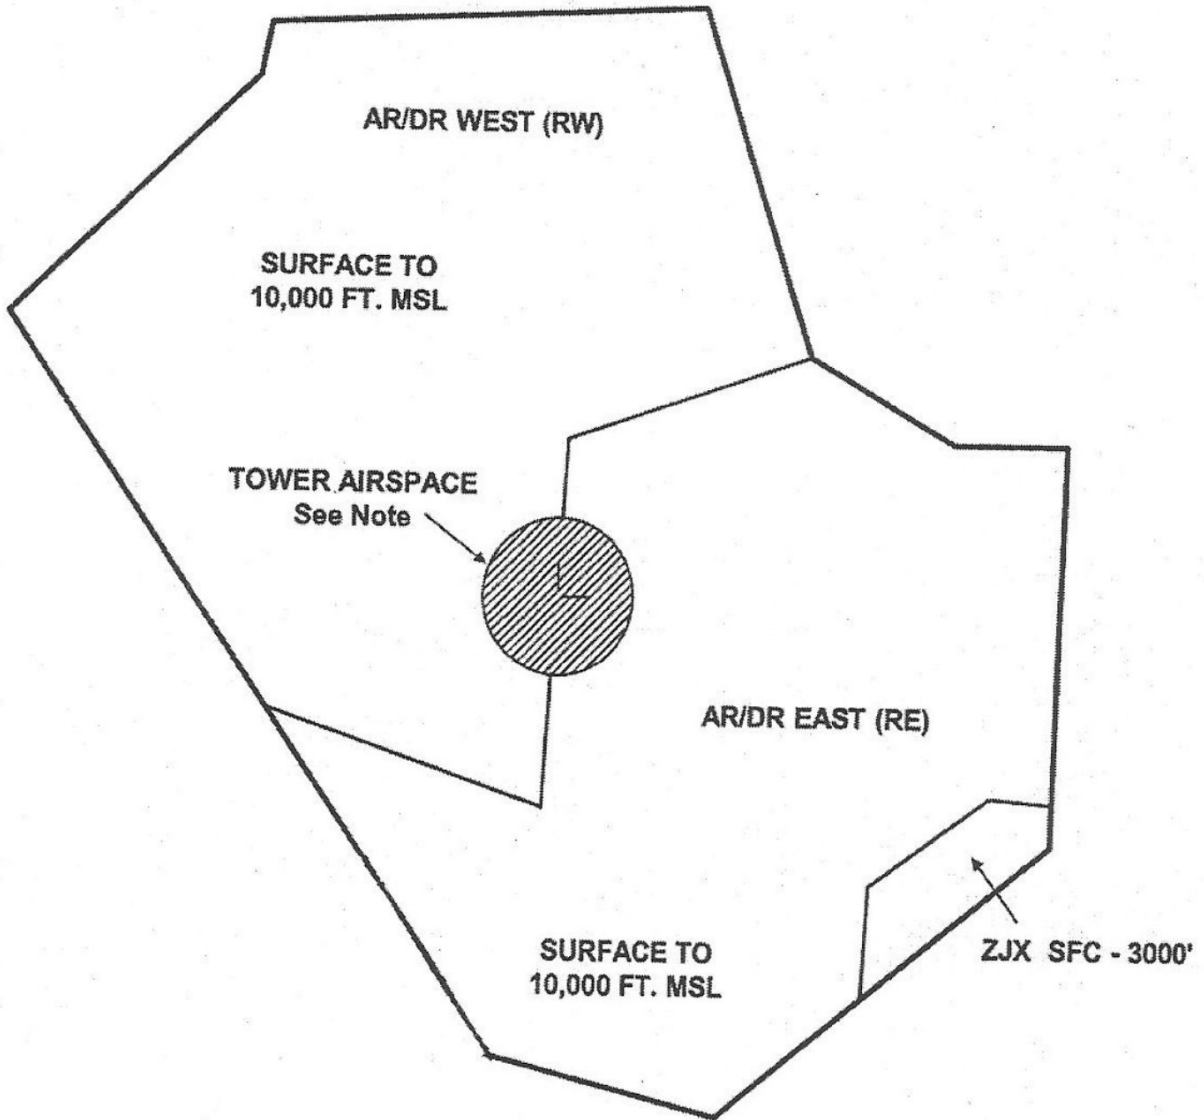 AR/DR WEST (RW)
SURFACE TO
10,000 FT. MSL
TOWER AIRSPACE
See Note
AR/DR EAST (RE)
SURFACE TO
10,000 FT. MSL
ZJX SFC - 3000'